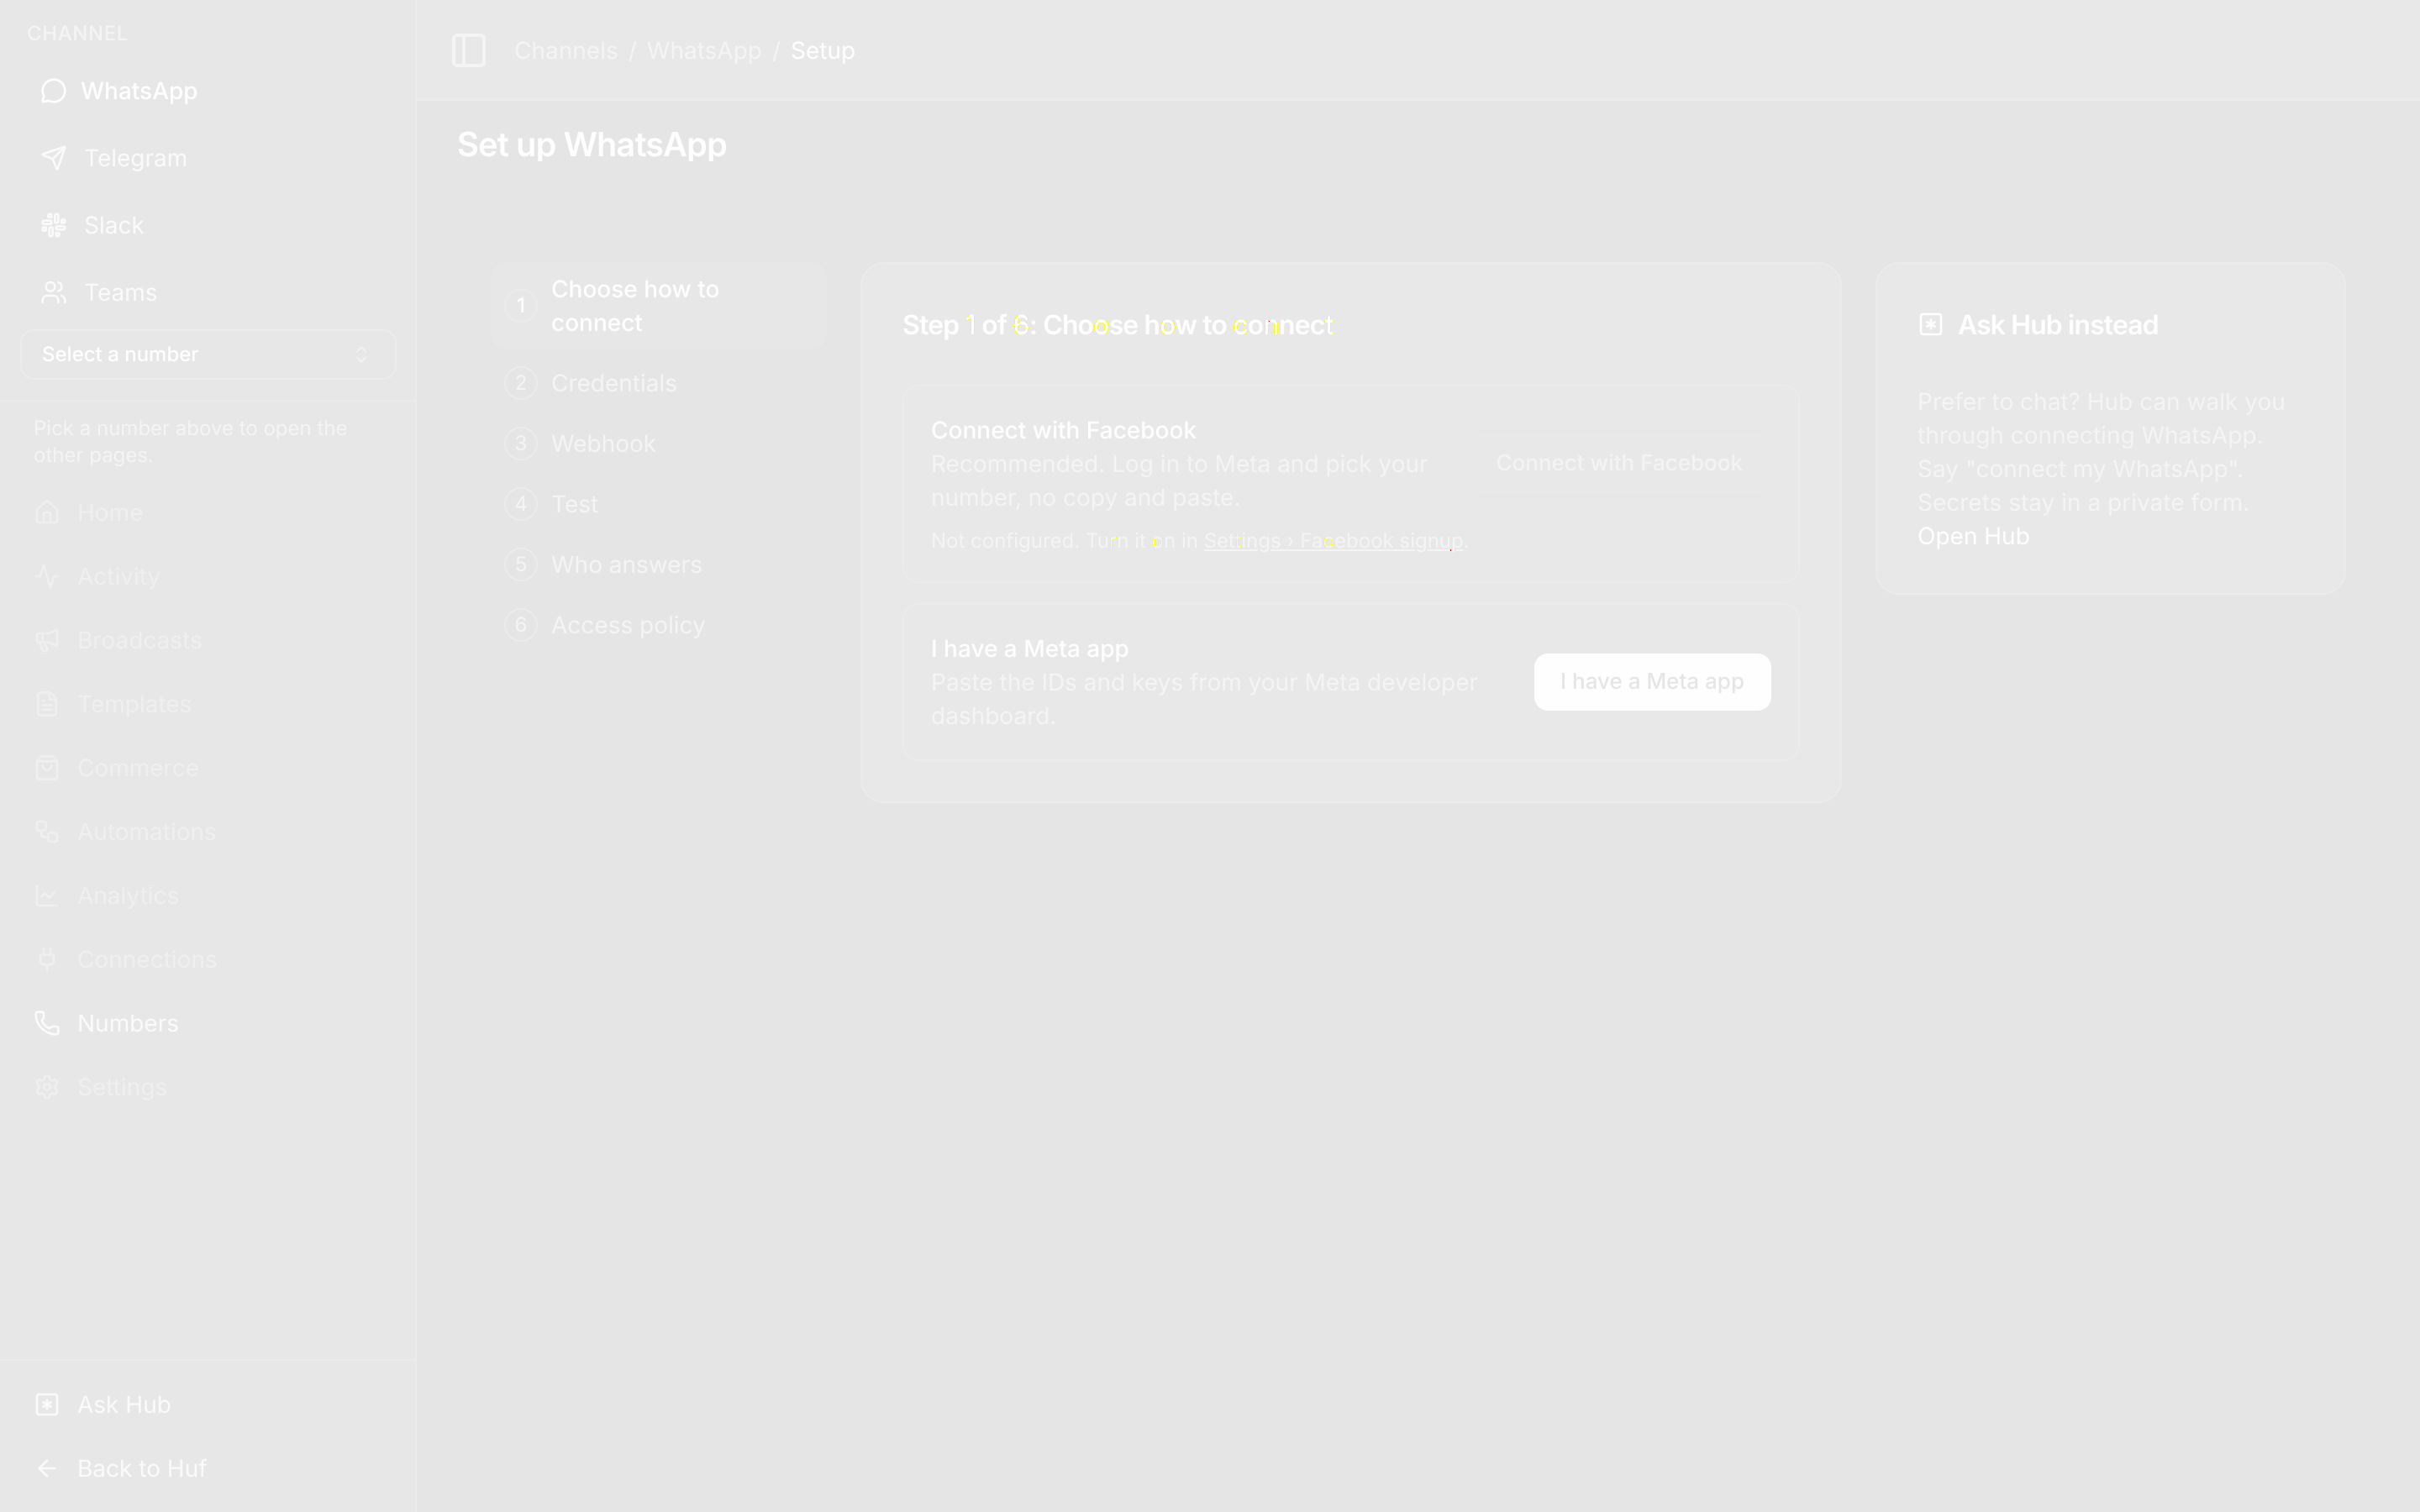 CHANNEL
WhatsApp
Telegram
Slack
Teams
Select a number
Pick a number above to open the
other pages.
Home
Activity
Broadcasts
Templates
Commerce
Automations
Analytics
Connections
Numbers
Settings
Ask Hub
Back to Huf
Channels / WhatsApp / Setup
Set up WhatsApp
1 Choose how to
connect
2 Credentials
3 Webhook
4 Test
5 Who answers
6 Access policy
Step 1 of 6: Choose how to connect
Connect with Facebook
Recommended. Log in to Meta and pick your
number, no copy and paste.
Not configured. Turn it on in Settings › Facebook signup.
Connect with Facebook
I have a Meta app
Paste the IDs and keys from your Meta developer
dashboard.
I have a Meta app
Ask Hub instead
Prefer to chat? Hub can walk you
through connecting WhatsApp.
Say "connect my WhatsApp".
Secrets stay in a private form.
Open Hub